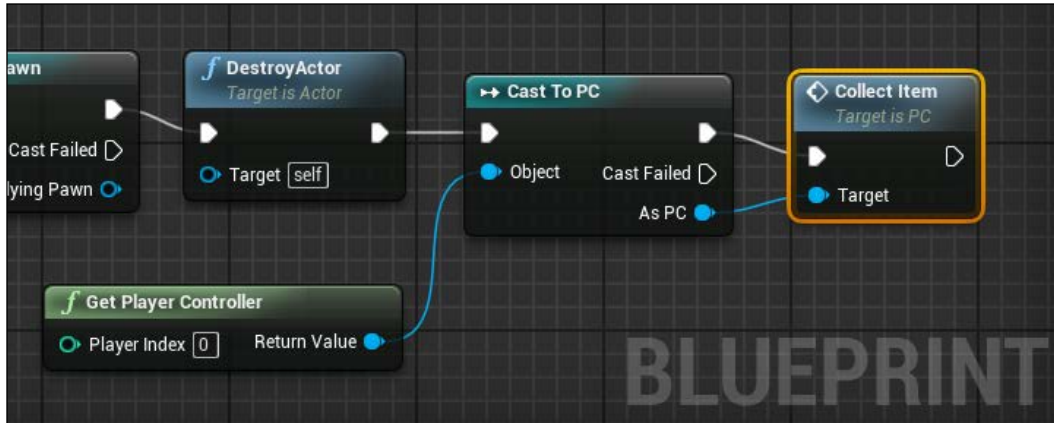 awn
Cast Failed
lying Pawn
f DestroyActor
Target is Actor
Target self
Cast To PC
Object Cast Failed
As PC
Collect Item
Target is PC
Target
f Get Player Controller
Player Index 0 Return Value
BLUEPRINT